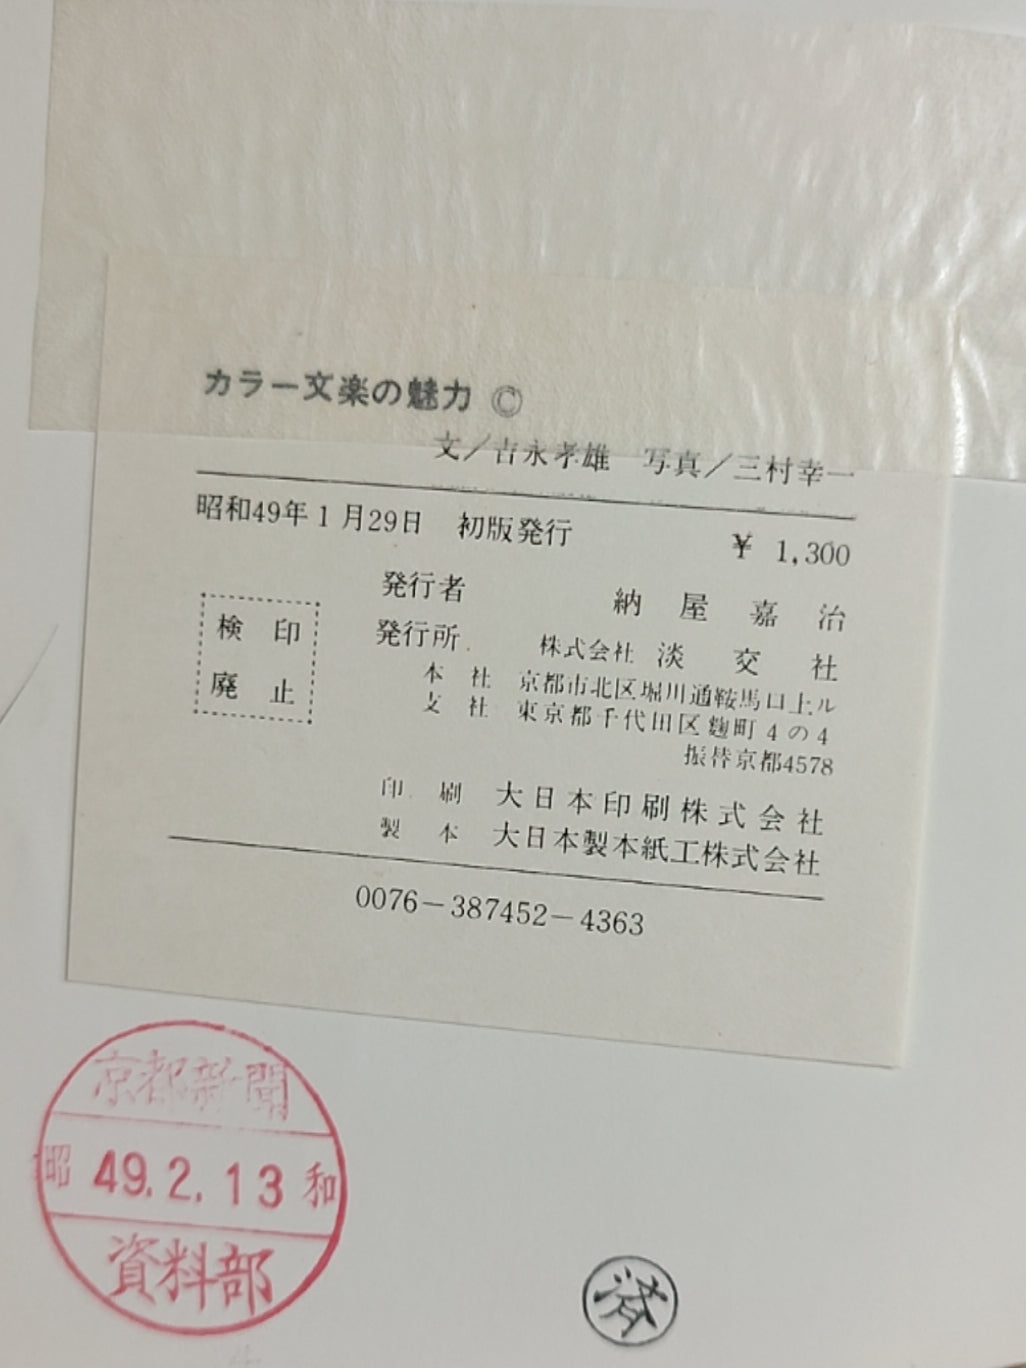 カラー文楽の魅力 ©
文／吉永孝雄　写真／三村幸一
昭和49年1月29日　初版発行　¥ 1,300
発行者　納屋嘉治
検印
廃止
発行所　株式会社 淡交社
本社　京都市北区堀川通鞍馬口上ル
支社　東京都千代田区麹町4の4
振替京都4578
印刷　大日本印刷株式会社
製本　大日本製本紙工株式会社
0076－387452－4363
京都新聞
昭 49.2.13 和
資料部
済